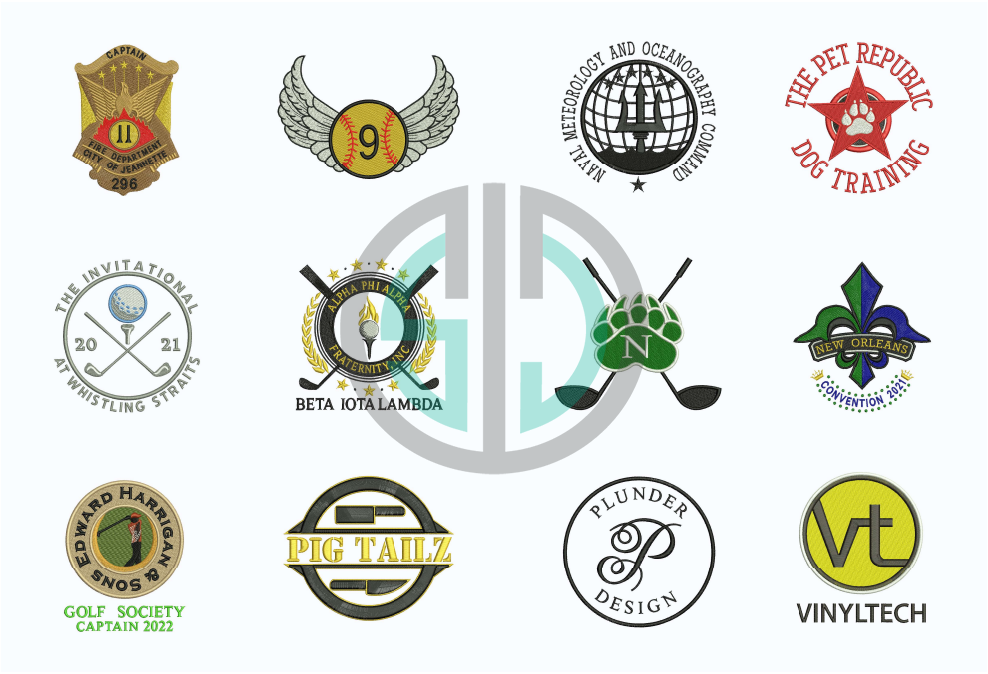 CAPTAIN
11
FIRE DEPARTMENT
CITY OF JEANNETTE
296
9
NAVAL METEOROLOGY AND OCEANOGRAPHY COMMAND
THE PET REPUBLIC
DOG TRAINING
THE INVITATIONAL
20 21
AT WHISTLING STRAITS
ALPHA PHI ALPHA
FRATERNITY, INC
BETA IOTA LAMBDA
N
NEW ORLEANS
CONVENTION 2021
EDWARD HARRIGAN & SONS
GOLF SOCIETY
CAPTAIN 2022
PIG TAILZ
PLUNDER
P
DESIGN
Vt
VINYLTECH